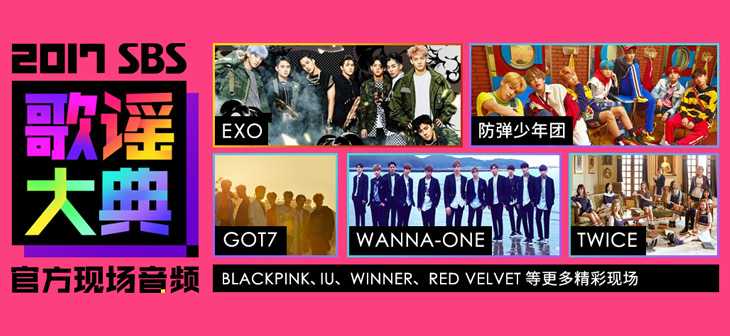 2017 SBS
歌谣
大典
官方现场音频
EXO
防弹少年团
GOT7
WANNA-ONE
TWICE
BLACKPINK、IU、WINNER、RED VELVET 等更多精彩现场